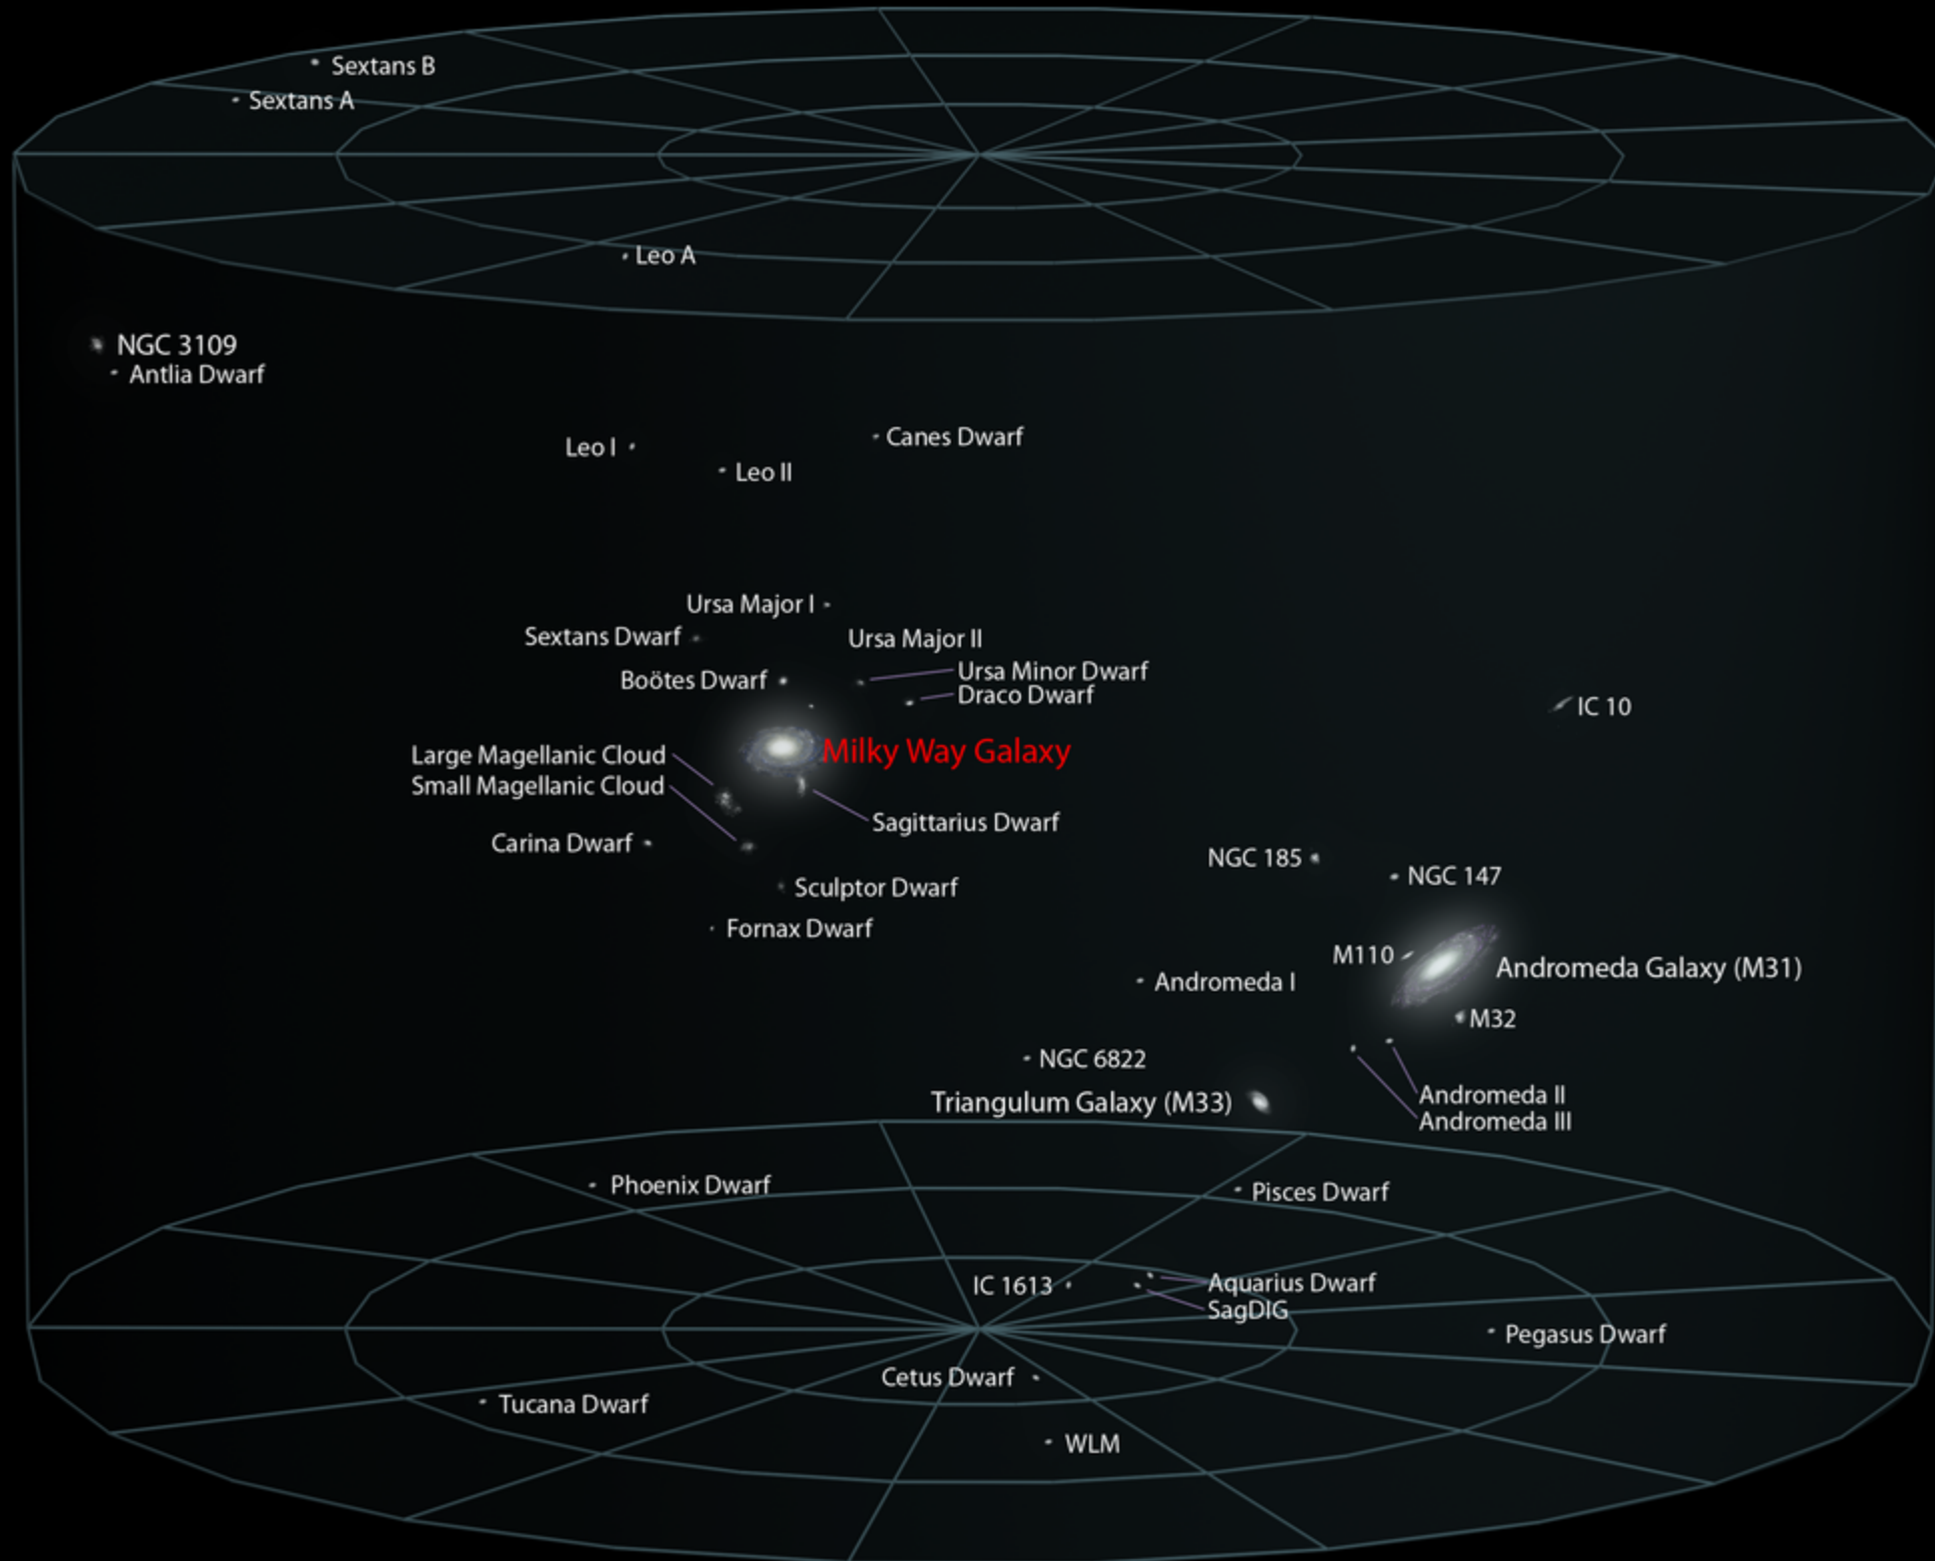 Sextans B
Sextans A
Leo A
NGC 3109
Antlia Dwarf
Canes Dwarf
Leo I
Leo II
Ursa Major I
Sextans Dwarf
Ursa Major II
Ursa Minor Dwarf
Boötes Dwarf
Draco Dwarf
IC 10
Milky Way Galaxy
Large Magellanic Cloud
Small Magellanic Cloud
Sagittarius Dwarf
Carina Dwarf
NGC 185
NGC 147
Sculptor Dwarf
Fornax Dwarf
M110
Andromeda Galaxy (M31)
Andromeda I
M32
NGC 6822
Andromeda II
Triangulum Galaxy (M33)
Andromeda III
Phoenix Dwarf
Pisces Dwarf
IC 1613
Aquarius Dwarf
SagDIG
Pegasus Dwarf
Cetus Dwarf
Tucana Dwarf
WLM